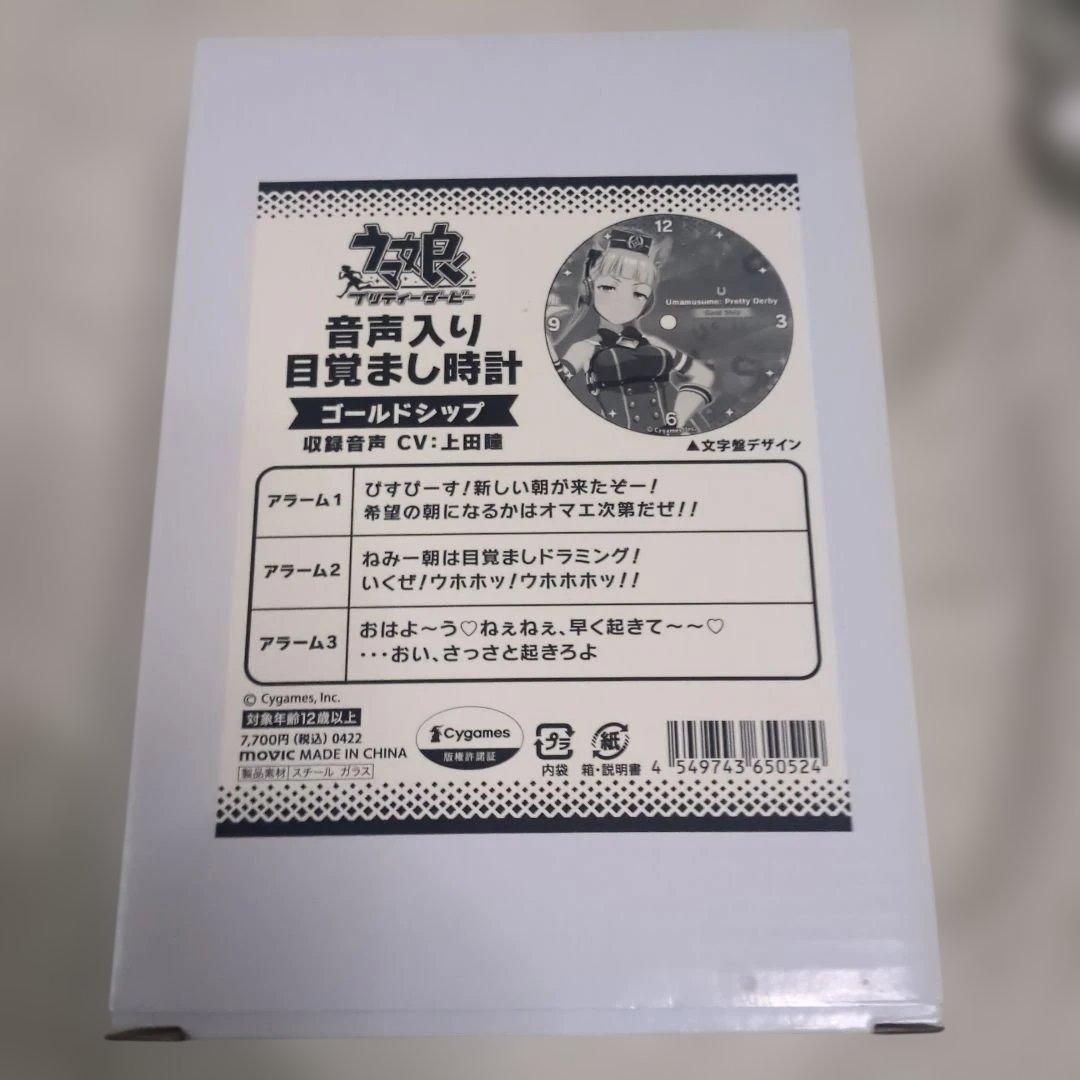 ウマ娘
プリティーダービー
音声入り
目覚まし時計
ゴールドシップ
収録音声 CV:上田瞳
12
Umamusume: Pretty Derby
Gold Ship
9
3
6
© Cygames, Inc.
▲文字盤デザイン
アラーム1
ぴすぴーす!新しい朝が来たぞー!
希望の朝になるかはオマエ次第だぜ!!
アラーム2
ねみー朝は目覚ましドラミング!
いくぜ!ウホホッ!ウホホホッ!!
アラーム3
おはよ〜う♡ねぇねぇ、早く起きて〜〜♡
・・・おい、さっさと起きろよ
© Cygames, Inc.
対象年齢12歳以上
7,700円(税込)0422
movic MADE IN CHINA
製品素材 スチール ガラス
Cygames
版権許諾証
プラ
内袋
紙
箱・説明書
4 549743 650524